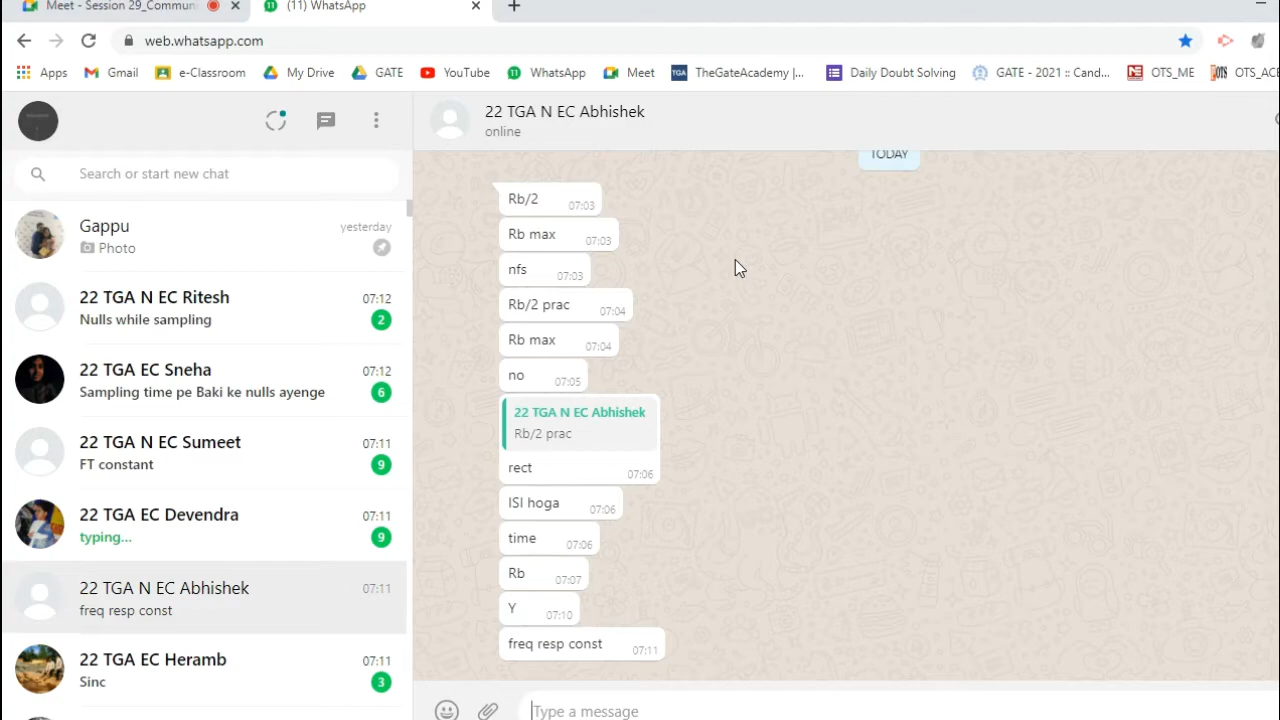 Meet - Session 29_Communi
(11) WhatsApp
web.whatsapp.com
Apps
Gmail
e-Classroom
My Drive
GATE
YouTube
WhatsApp
Meet
TheGateAcademy |...
Daily Doubt Solving
GATE - 2021 :: Cand...
OTS_ME
OTS_ACE
Search or start new chat
Gappu
yesterday
Photo
22 TGA N EC Ritesh
07:12
Nulls while sampling
2
22 TGA EC Sneha
07:12
Sampling time pe Baki ke nulls ayenge
6
22 TGA N EC Sumeet
07:11
FT constant
9
22 TGA EC Devendra
07:11
typing...
9
22 TGA N EC Abhishek
07:11
freq resp const
22 TGA EC Heramb
07:11
Sinc
3
22 TGA N EC Abhishek
online
TODAY
Rb/2 07:03
Rb max 07:03
nfs 07:03
Rb/2 prac 07:04
Rb max 07:04
no 07:05
22 TGA N EC Abhishek
Rb/2 prac
rect 07:06
ISI hoga 07:06
time 07:06
Rb 07:07
Y 07:10
freq resp const 07:11
Type a message